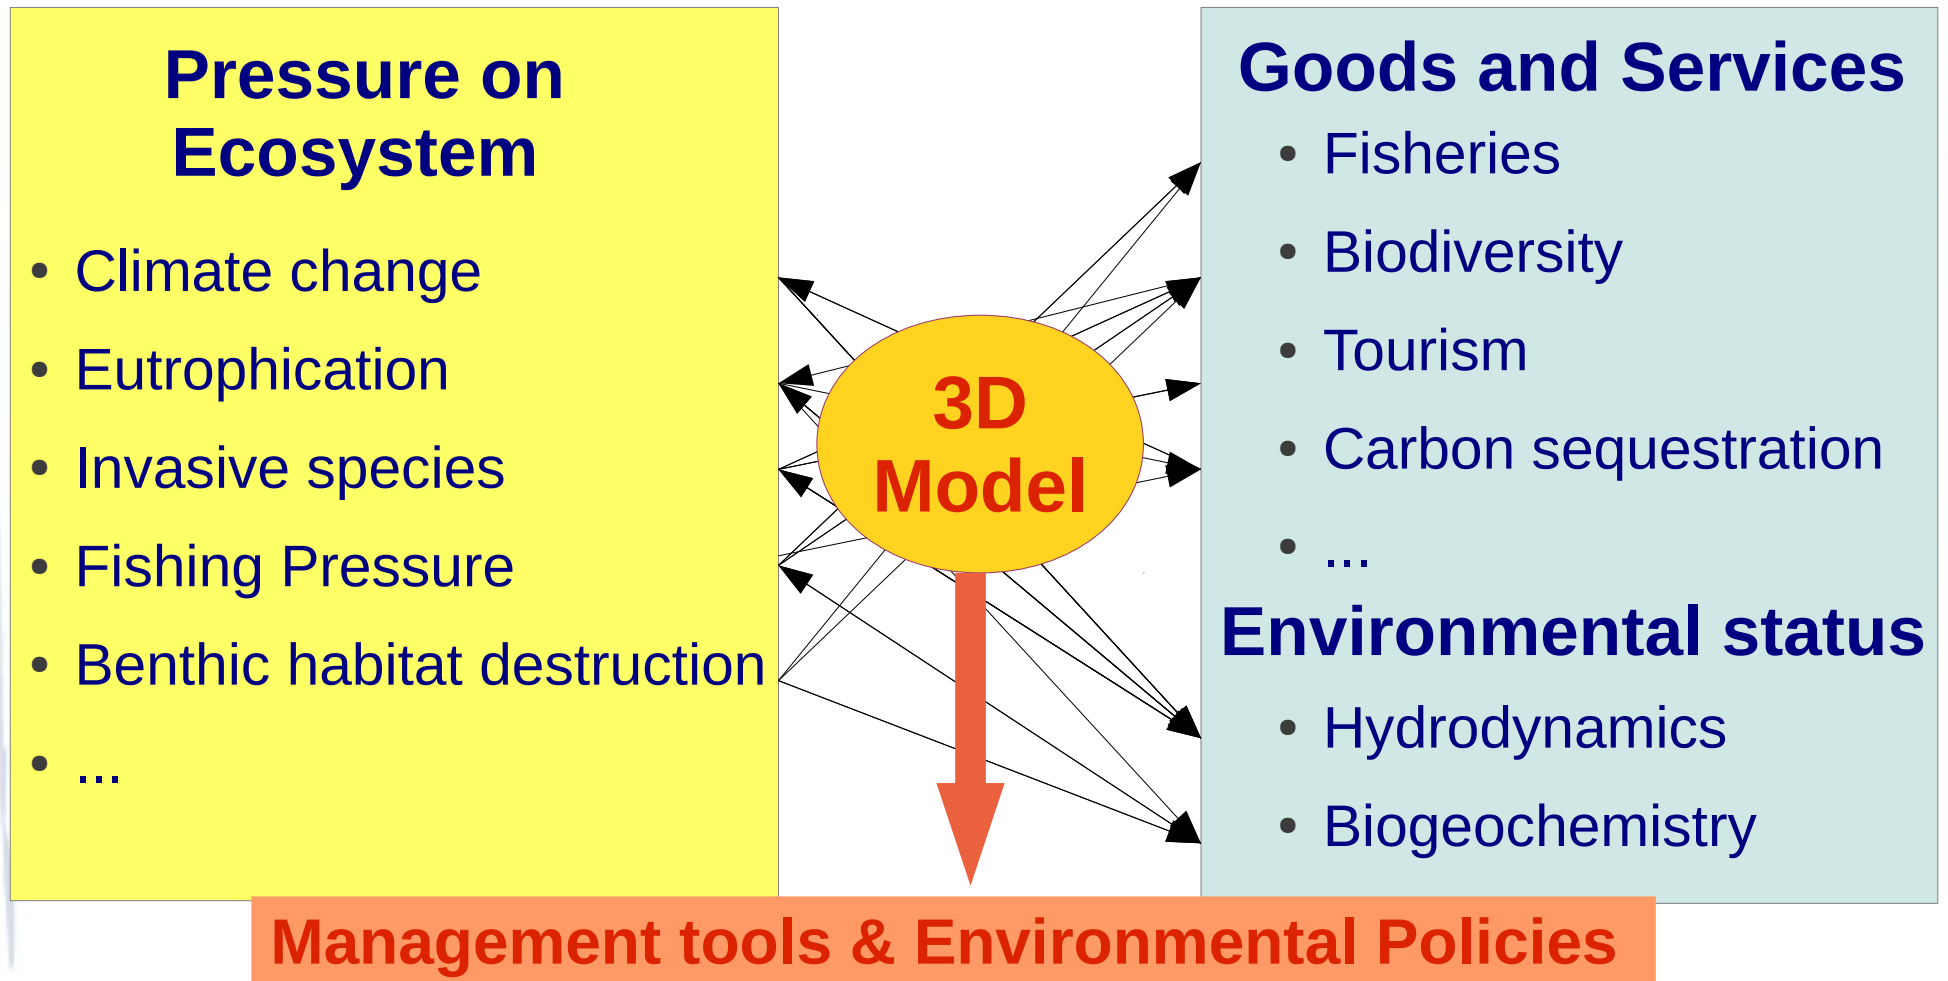 Pressure on
Ecosystem
• Climate change
• Eutrophication
• Invasive species
• Fishing Pressure
• Benthic habitat destruction
• ...
3D
Model
Goods and Services
• Fisheries
• Biodiversity
• Tourism
• Carbon sequestration
• ...
Environmental status
• Hydrodynamics
• Biogeochemistry
Management tools & Environmental Policies